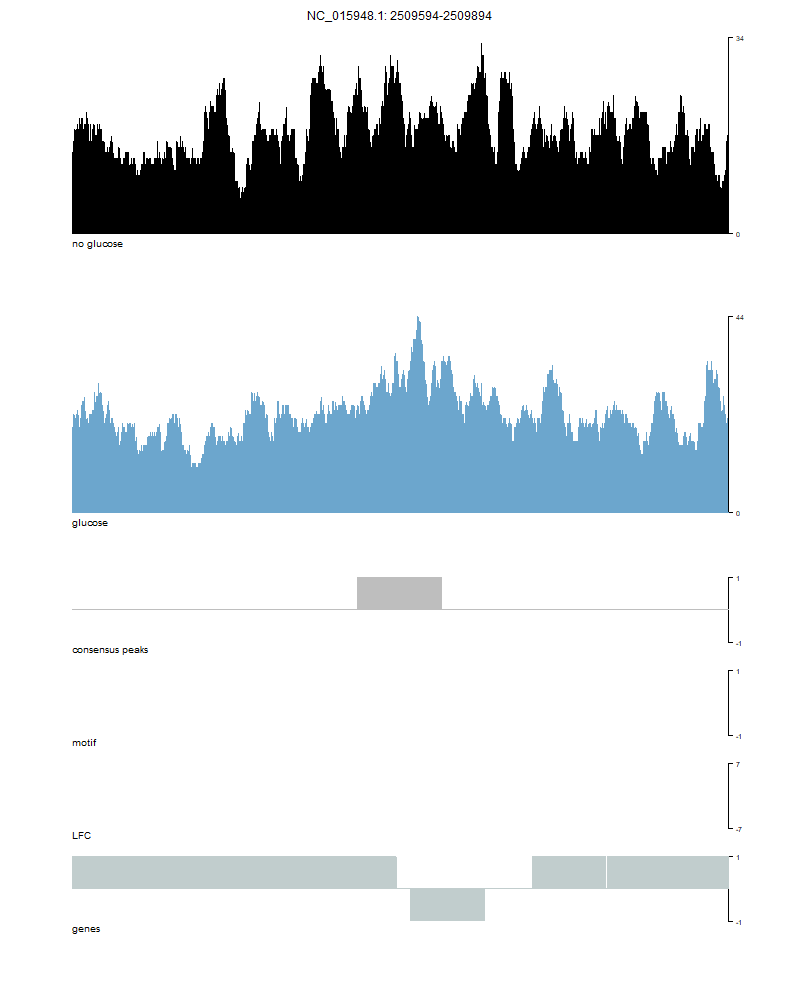 NC_015948.1: 2509594-2509894
34
0
no glucose
44
0
glucose
1
-1
consensus peaks
1
-1
motif
7
-7
LFC
1
-1
genes